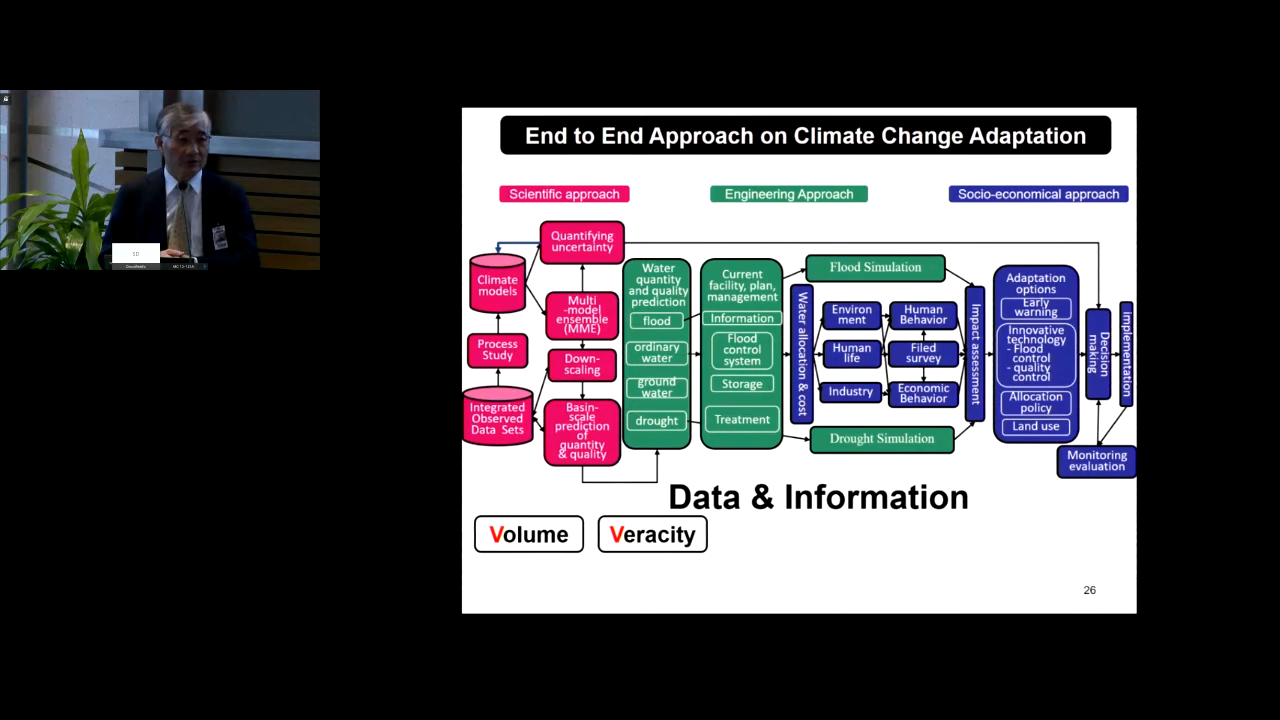 End to End Approach on Climate Change Adaptation
Scientific approach
Engineering Approach
Socio-economical approach
Quantifying
uncertainty
Climate
models
Multi
-model
ensemble
(MME)
Process
Study
Down-
scaling
Integrated
Observed
Data Sets
Basin-
scale
prediction
of
quantity
& quality
Water
quantity
and quality
prediction
flood
ordinary
water
ground
water
drought
Current
facility, plan,
management
Information
Flood
control
system
Storage
Treatment
Flood Simulation
Water allocation & cost
Environ
ment
Human
life
Industry
Human
Behavior
Filed
survey
Economic
Behavior
Drought Simulation
Impact assessment
Adaptation
options
Early
warning
Innovative
technology
- Flood
control
- quality
control
Allocation
policy
Land use
Decision
making
implementation
Monitoring
evaluation
Data & Information
Volume
Veracity
26